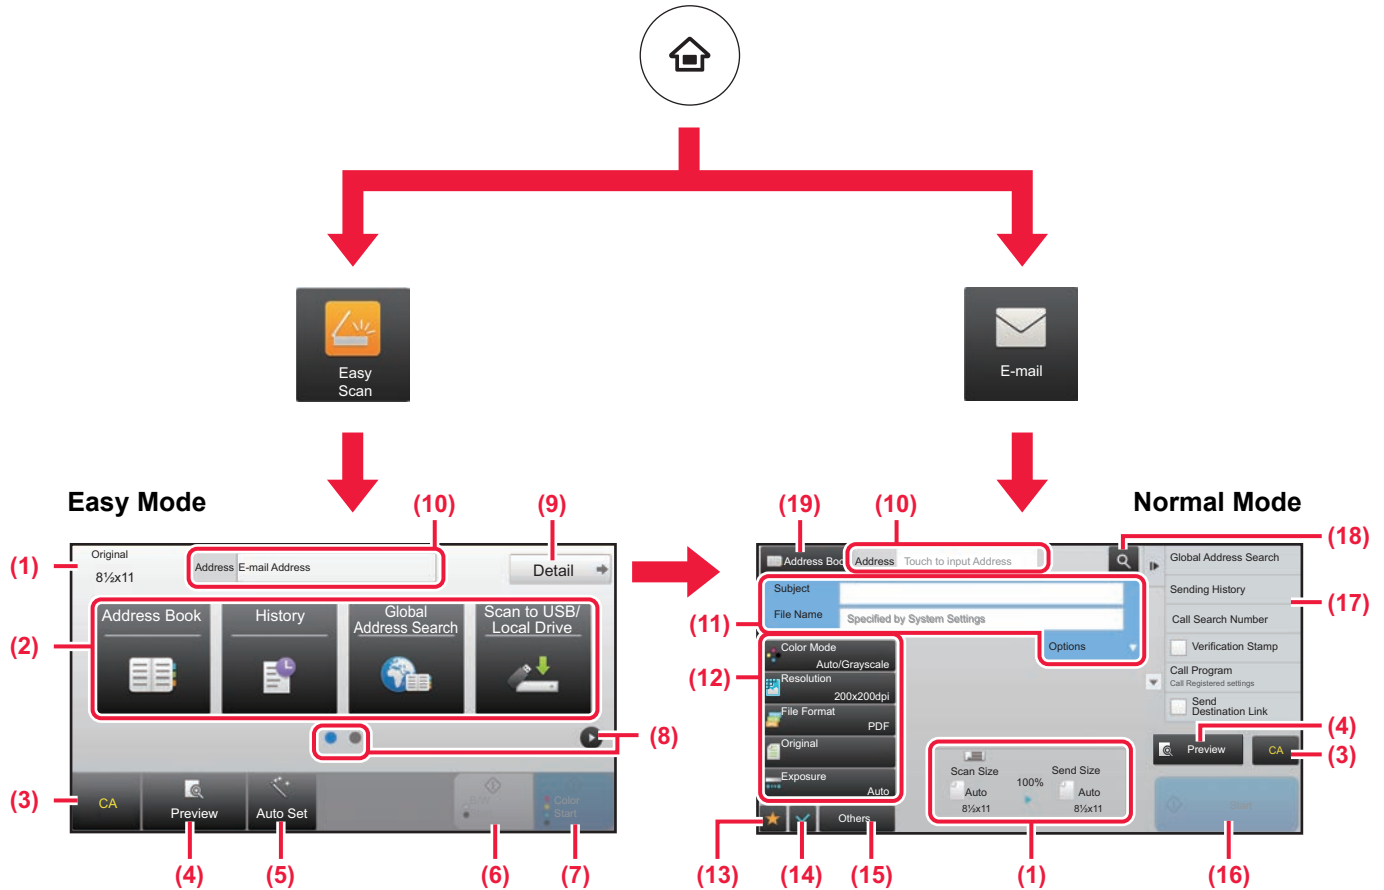 Easy
Scan
E-mail
Easy Mode
(10)
(9)
(19)
(10)
Normal Mode
(18)
(1)
Original
8½x11
Address
E-mail Address
Detail
Address Book
Address
Touch to input Address
Global Address Search
Subject
Sending History
(17)
(2)
Address Book
History
Global
Address Search
Scan to USB/
Local Drive
(11)
File Name
Specified by System Settings
Call Search Number
Options
Verification Stamp
(12)
Color Mode
Auto/Grayscale
Resolution
200x200dpi
File Format
PDF
Original
Exposure
Auto
Call Program
Call Registered settings
Send
Destination Link
(8)
(4)
Preview
CA
(3)
Scan Size
Auto
8½x11
100%
Send Size
Auto
8½x11
(3)
CA
Preview
Auto Set
B/W
Color
Start
Others
Start
(4)
(5)
(6)
(7)
(13)
(14)
(15)
(1)
(16)